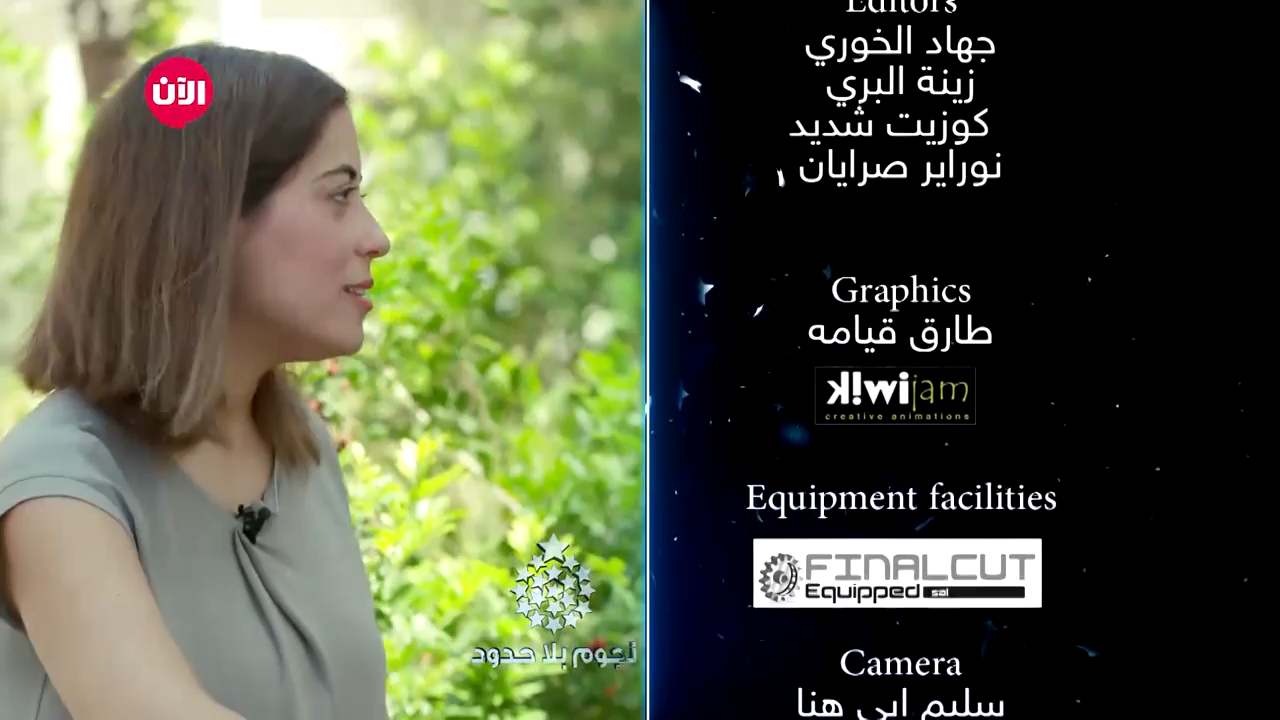 الآن
نجوم بلا حدود
Editors
جهاد الخوري
زينة البري
كوزيت شديد
نوراير صرايان
Graphics
طارق قيامه
k!wijam
creative animations
Equipment facilities
FINALCUT
Equipped sal
Camera
سليم ابي هنا